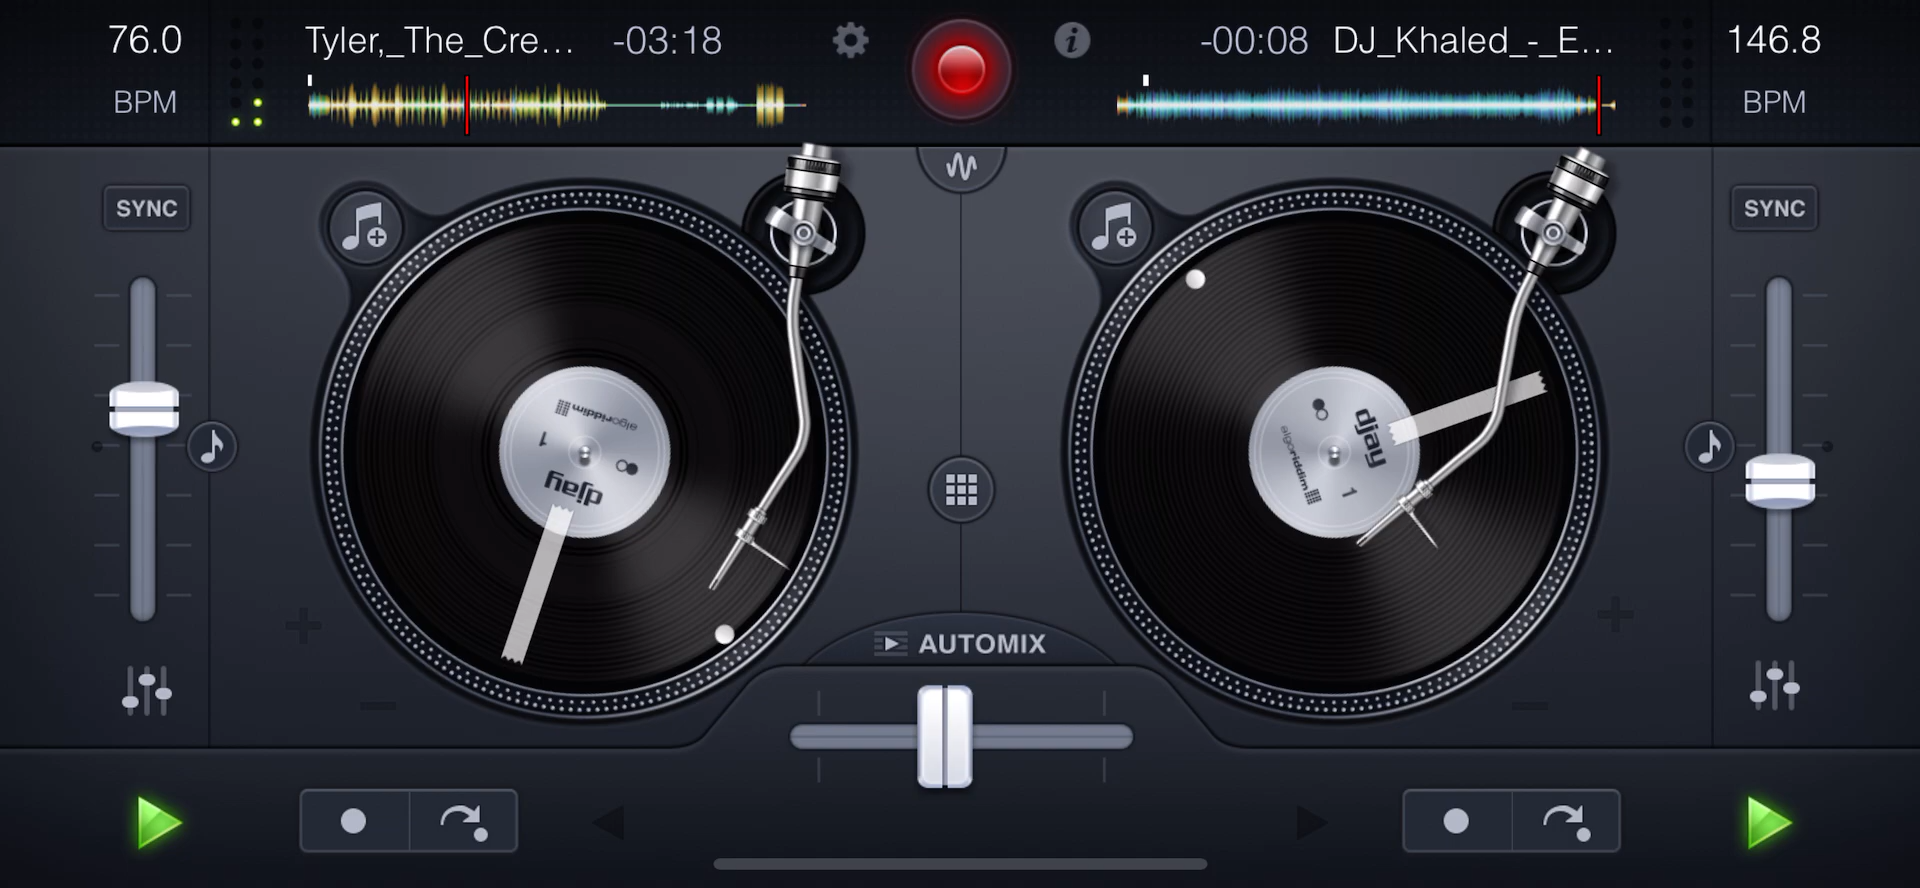 76.0
BPM
Tyler,_The_Cre...
-03:18
-00:08
DJ_Khaled_-_E...
146.8
BPM
SYNC
SYNC
algoriddim
1
djay
djay
algoriddim
1
AUTOMIX